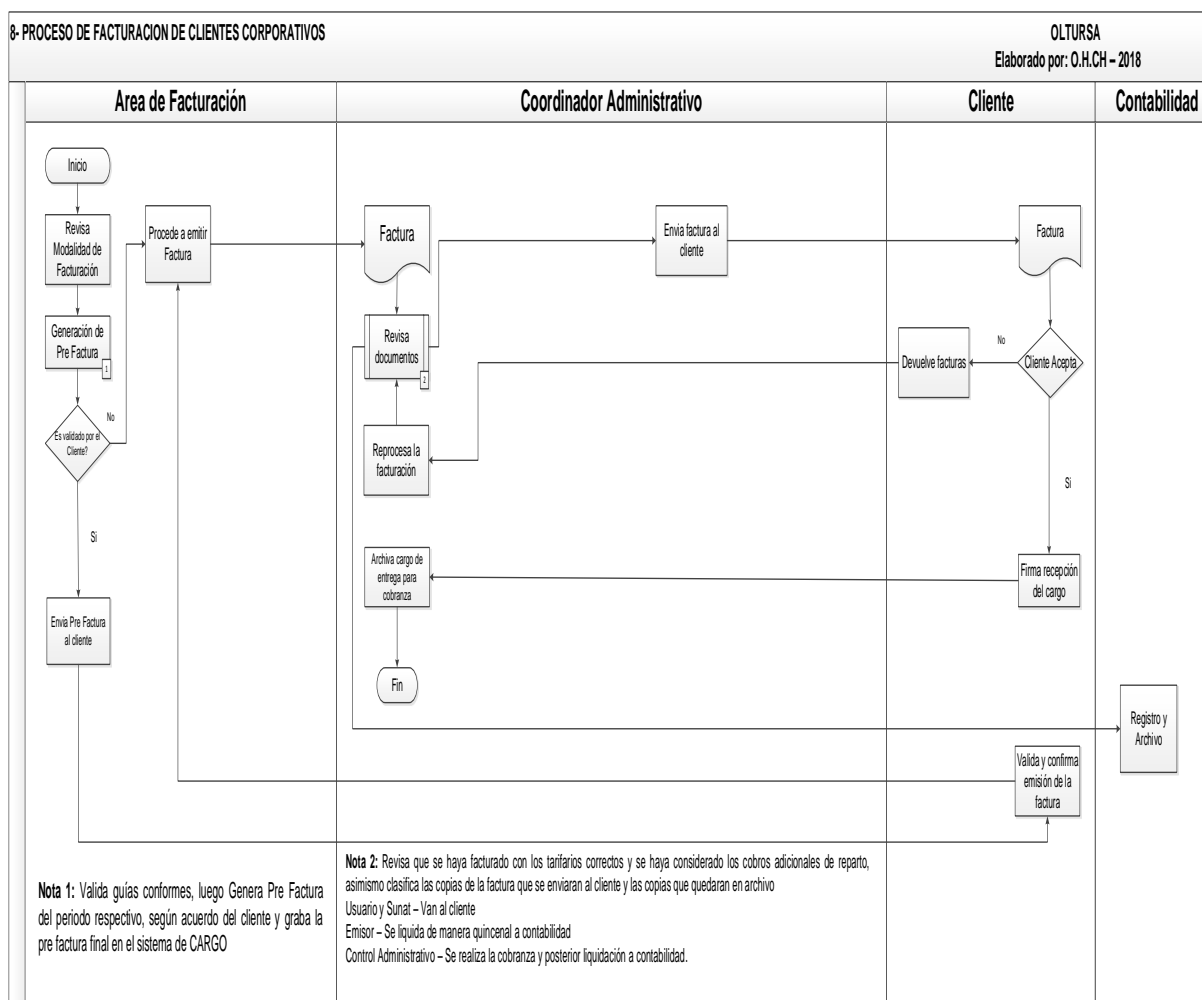 8- PROCESO DE FACTURACION DE CLIENTES CORPORATIVOS
OLTURSA
Elaborado por: O.H.CH – 2018
Area de Facturación
Coordinador Administrativo
Cliente
Contabilidad
Inicio
Revisa
Modalidad de
Facturación
Procede a emitir
Factura
Factura
Envia factura al
cliente
Factura
Generación de
Pre Factura
1
Revisa
documentos
2
No
Devuelve facturas
Cliente Acepta
No
Es validado por el
Cliente?
Reprocesa la
facturación
Si
Si
Archiva cargo de
entrega para
cobranza
Firma recepción
del cargo
Envia Pre Factura
al cliente
Fin
Registro y
Archivo
Valida y confirma
emisión de la
factura
Nota 1: Valida guías conformes, luego Genera Pre Factura
del periodo respectivo, según acuerdo del cliente y graba la
pre factura final en el sistema de CARGO
Nota 2: Revisa que se haya facturado con los tarifarios correctos y se haya considerado los cobros adicionales de reparto,
asimismo clasifica las copias de la factura que se enviaran al cliente y las copias que quedaran en archivo
Usuario y Sunat – Van al cliente
Emisor – Se liquida de manera quincenal a contabilidad
Control Administrativo – Se realiza la cobranza y posterior liquidación a contabilidad.